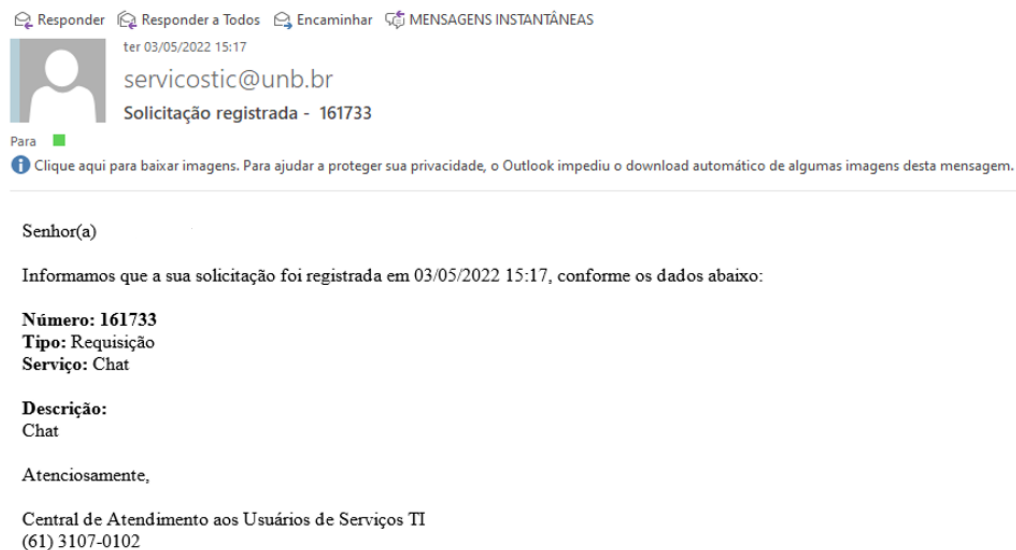 Responder Responder a Todos Encaminhar MENSAGENS INSTANTÂNEAS
ter 03/05/2022 15:17
servicostic@unb.br
Solicitação registrada - 161733
Para
Clique aqui para baixar imagens. Para ajudar a proteger sua privacidade, o Outlook impediu o download automático de algumas imagens desta mensagem.
Senhor(a)
Informamos que a sua solicitação foi registrada em 03/05/2022 15:17, conforme os dados abaixo:
Número: 161733
Tipo: Requisição
Serviço: Chat
Descrição:
Chat
Atenciosamente,
Central de Atendimento aos Usuários de Serviços TI
(61) 3107-0102